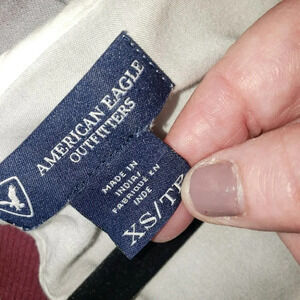 AMERICAN EAGLE
OUTFITTERS
MADE IN
INDIA/
FABRIQUÉ EN
INDE
XS/TP